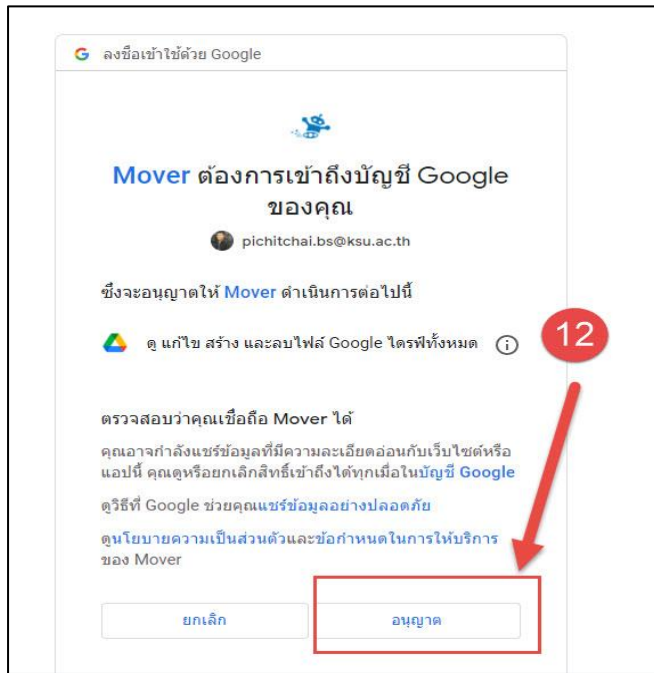 ลงชื่อเข้าใช้ด้วย Google
Mover ต้องการเข้าถึงบัญชี Google
ของคุณ
pichitchai.bs@ksu.ac.th
ซึ่งจะอนุญาตให้ Mover ดำเนินการต่อไปนี้
ดู แก้ไข สร้าง และลบไฟล์ Google ไดรฟ์ทั้งหมด
12
ตรวจสอบว่าคุณเชื่อถือ Mover ได้
คุณอาจกำลังแชร์ข้อมูลที่มีความละเอียดอ่อนกับเว็บไซต์หรือ
แอปนี้ คุณดูหรือยกเลิกสิทธิ์เข้าถึงได้ทุกเมื่อในบัญชี Google
ดูวิธีที่ Google ช่วยคุณแชร์ข้อมูลอย่างปลอดภัย
ดูนโยบายความเป็นส่วนตัวและข้อกำหนดในการให้บริการ
ของ Mover
ยกเลิก
อนุญาต